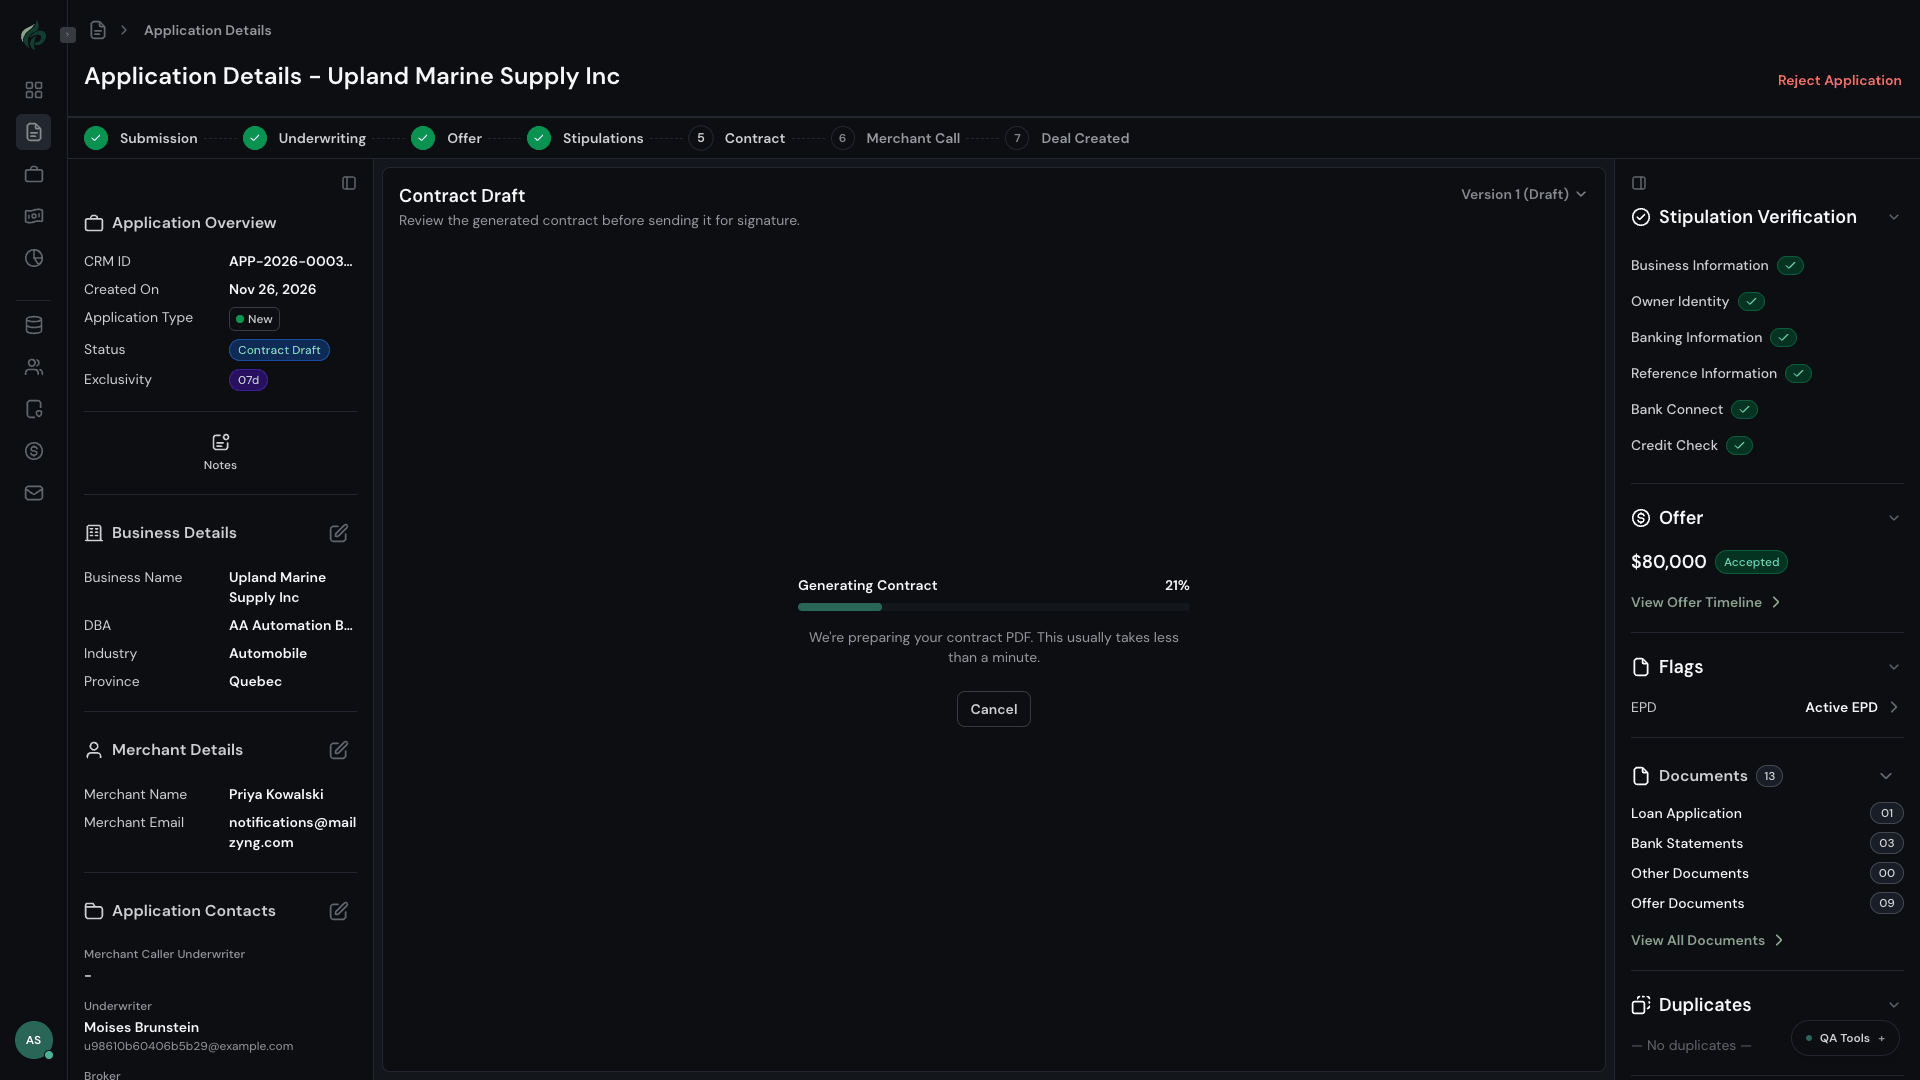 Application Details
Application Details - Upland Marine Supply Inc
Reject Application
Submission
Underwriting
Offer
Stipulations
5 Contract
6 Merchant Call
7 Deal Created
Application Overview
CRM ID APP-2026-0003...
Created On Nov 26, 2026
Application Type New
Status Contract Draft
Exclusivity 07d
Notes
Business Details
Business Name Upland Marine
Supply Inc
DBA AA Automation B...
Industry Automobile
Province Quebec
Merchant Details
Merchant Name Priya Kowalski
Merchant Email notifications@mail
zyng.com
Application Contacts
Merchant Caller Underwriter
-
Underwriter
Moises Brunstein
u98610b60406b5b29@example.com
Broker
AS
Contract Draft
Version 1 (Draft)
Review the generated contract before sending it for signature.
Generating Contract 21%
We're preparing your contract PDF. This usually takes less
than a minute.
Cancel
Stipulation Verification
Business Information
Owner Identity
Banking Information
Reference Information
Bank Connect
Credit Check
Offer
$80,000 Accepted
View Offer Timeline
Flags
EPD Active EPD
Documents 13
Loan Application 01
Bank Statements 03
Other Documents 00
Offer Documents 09
View All Documents
Duplicates
— No duplicates —
QA Tools +